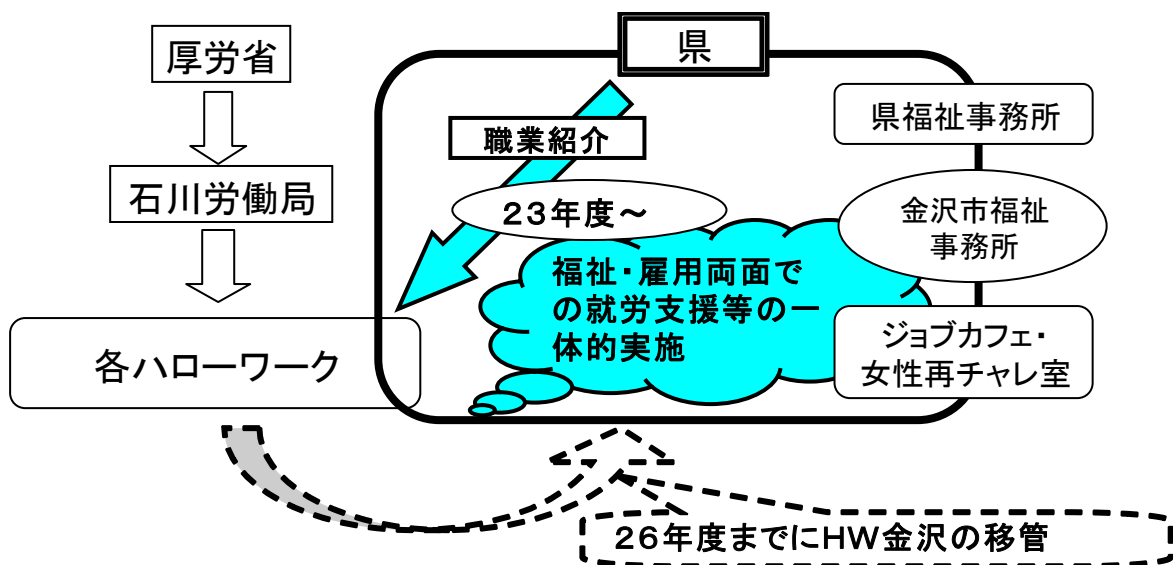 県
厚労省
石川労働局
各ハローワーク
職業紹介
23年度～
福祉・雇用両面で
の就労支援等の一
体的実施
県福祉事務所
金沢市福祉
事務所
ジョブカフェ・
女性再チャレ室
26年度までにHW金沢の移管